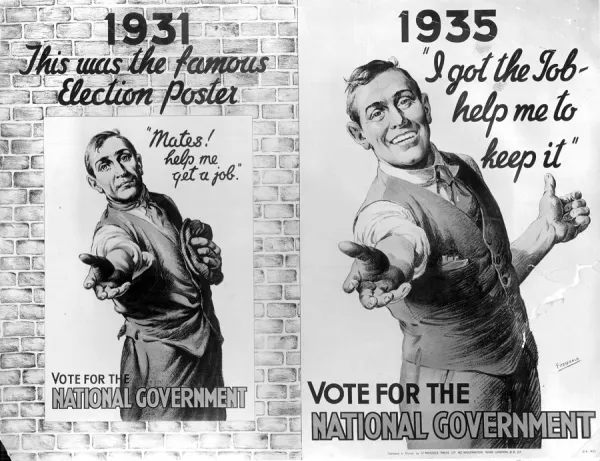 1931
This was the famous
Election Poster
"Mates!
help me
get a job."
VOTE FOR THE
NATIONAL GOVERNMENT
1935
"I got the Job-
help me to
keep it"
VOTE FOR THE
NATIONAL GOVERNMENT